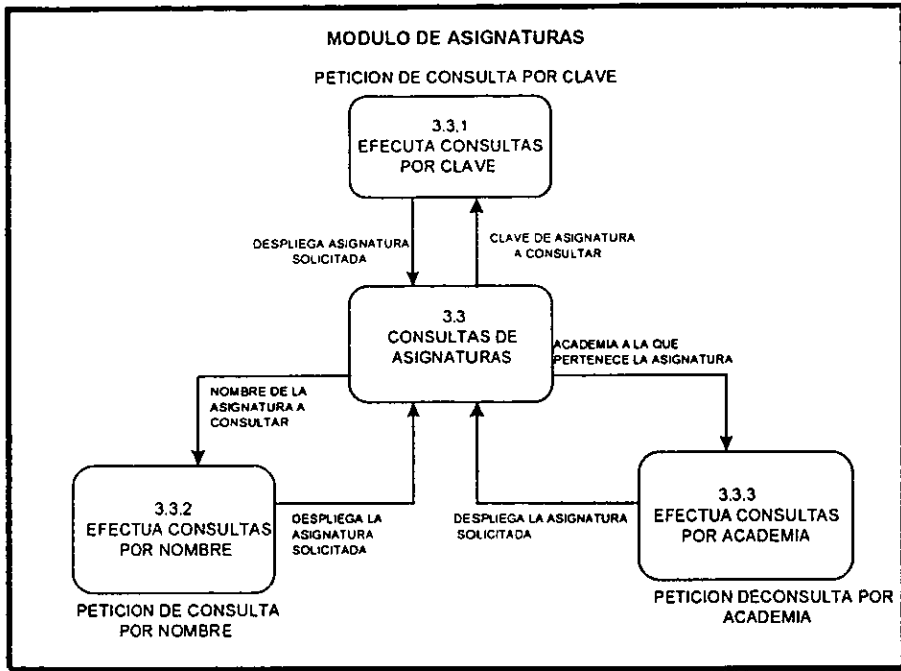 MODULO DE ASIGNATURAS
PETICION DE CONSULTA POR CLAVE
3.3.1
EFECUTA CONSULTAS
POR CLAVE
DESPLIEGA ASIGNATURA
SOLICITADA
CLAVE DE ASIGNATURA
A CONSULTAR
3.3
CONSULTAS DE
ASIGNATURAS
ACADEMIA A LA QUE
PERTENECE LA ASIGNATURA
NOMBRE DE LA
ASIGNATURA A
CONSULTAR
3.3.2
EFECTUA CONSULTAS
POR NOMBRE
DESPLIEGA LA
ASIGNATURA
SOLICITADA
DESPLIEGA LA ASIGNATURA
SOLICITADA
3.3.3
EFECTUA CONSULTAS
POR ACADEMIA
PETICION DE CONSULTA
POR NOMBRE
PETICION DECONSULTA POR
ACADEMIA